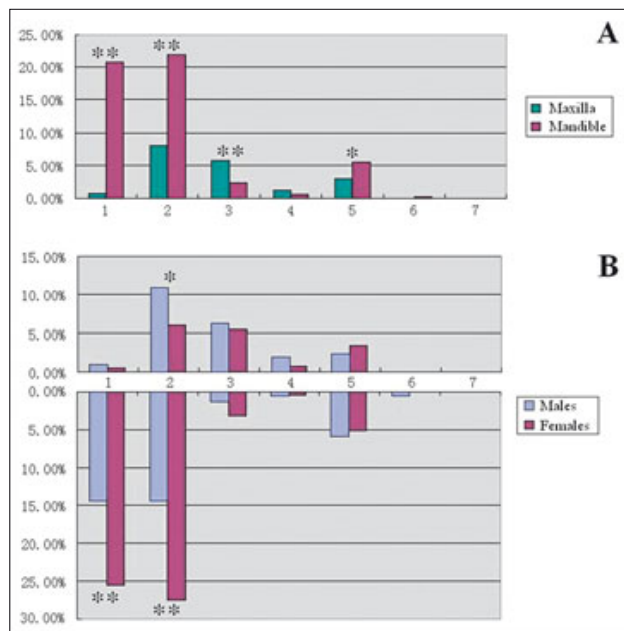 A
25.00%
20.00%
15.00%
10.00%
5.00%
0.00%
** ** ** *
1 2 3 4 5 6 7
Maxilla
Mandible
B
15.00%
10.00%
5.00%
0.00%
*
1 2 3 4 5 6 7
0.00%
5.00%
10.00%
15.00%
20.00%
25.00%
30.00%
** **
Males
Females